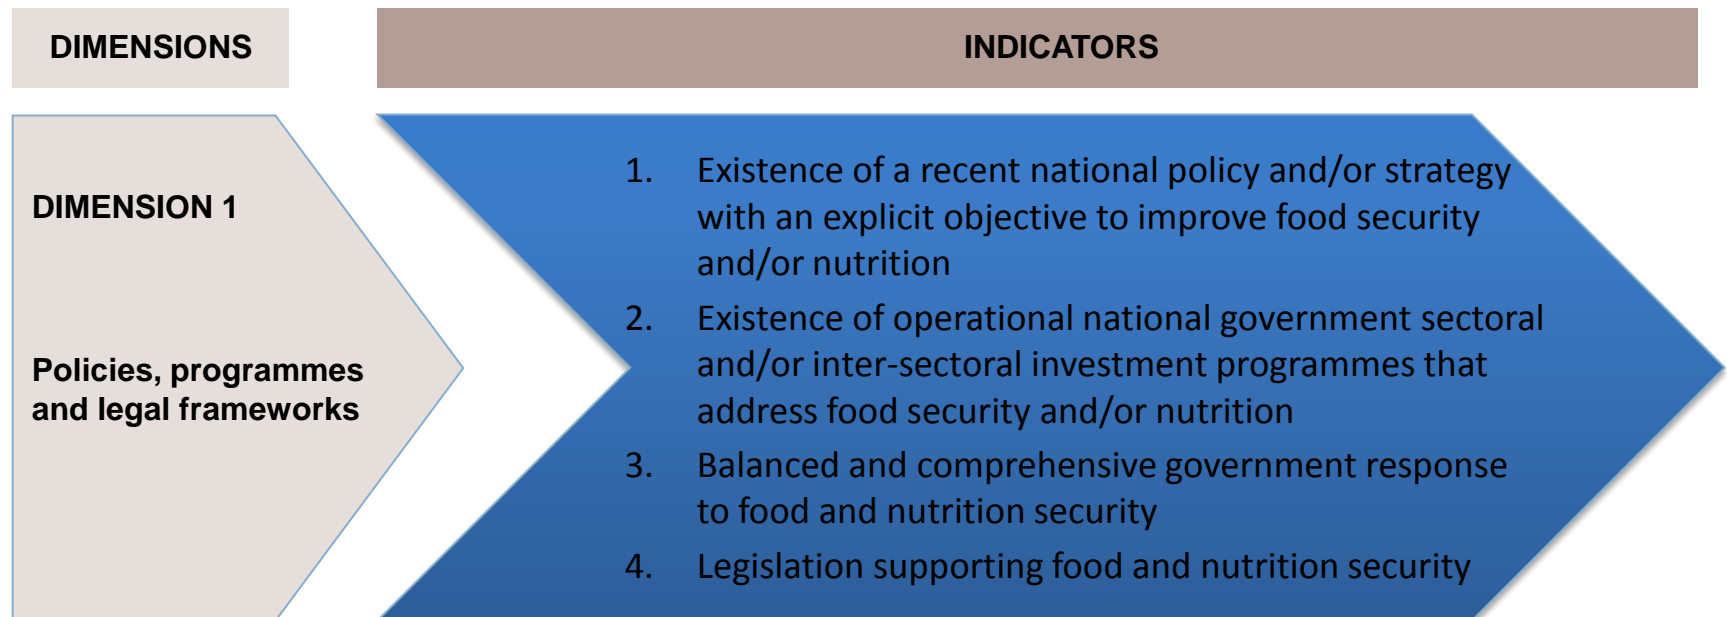 DIMENSIONS
INDICATORS
DIMENSION 1
Policies, programmes
and legal frameworks
1. Existence of a recent national policy and/or strategy
with an explicit objective to improve food security
and/or nutrition
2. Existence of operational national government sectoral
and/or inter-sectoral investment programmes that
address food security and/or nutrition
3. Balanced and comprehensive government response
to food and nutrition security
4. Legislation supporting food and nutrition security